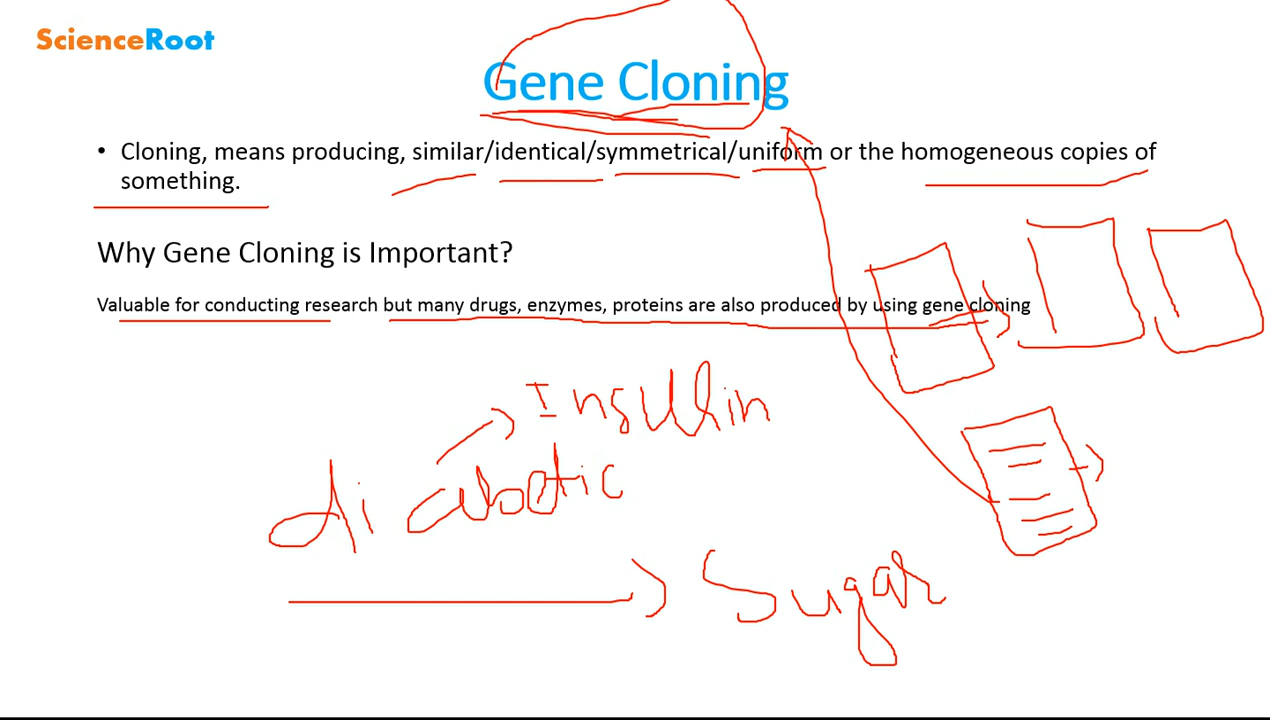 ScienceRoot
Gene Cloning
• Cloning, means producing, similar/identical/symmetrical/uniform or the homogeneous copies of
something.
Why Gene Cloning is Important?
Valuable for conducting research but many drugs, enzymes, proteins are also produced by using gene cloning
Insulin
diabetic
Sugar